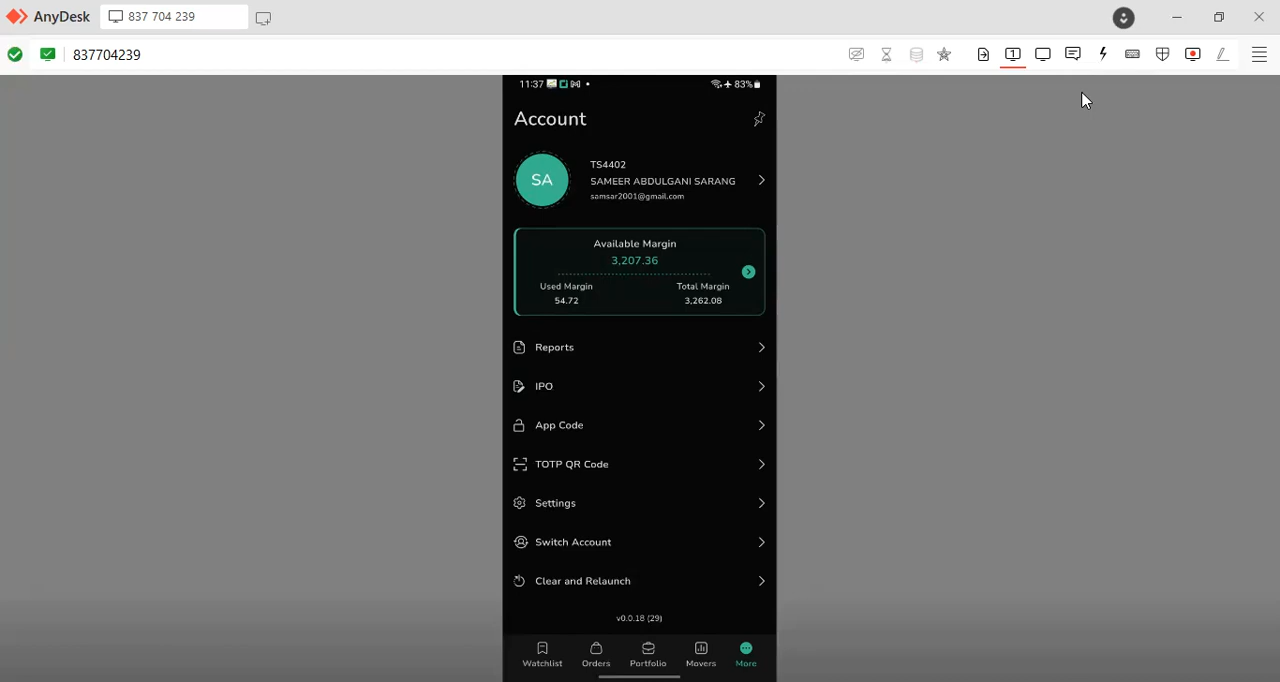 AnyDesk
837 704 239
837704239
1
11:37
83%
Account
SA
TS4402
SAMEER ABDULGANI SARANG
samsar2001@gmail.com
Available Margin
3,207.36
Used Margin
Total Margin
54.72
3,262.08
Reports
IPO
App Code
TOTP QR Code
Settings
Switch Account
Clear and Relaunch
v0.0.18 (29)
Watchlist
Orders
Portfolio
Movers
More